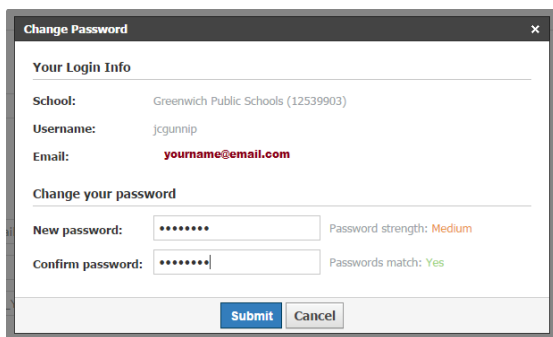 Change Password ×
Your Login Info
School: Greenwich Public Schools (12539903)
Username: jcgunnip
Email: yourname@email.com
Change your password
New password: •••••••• Password strength: Medium
Confirm password: •••••••• Passwords match: Yes
Submit Cancel